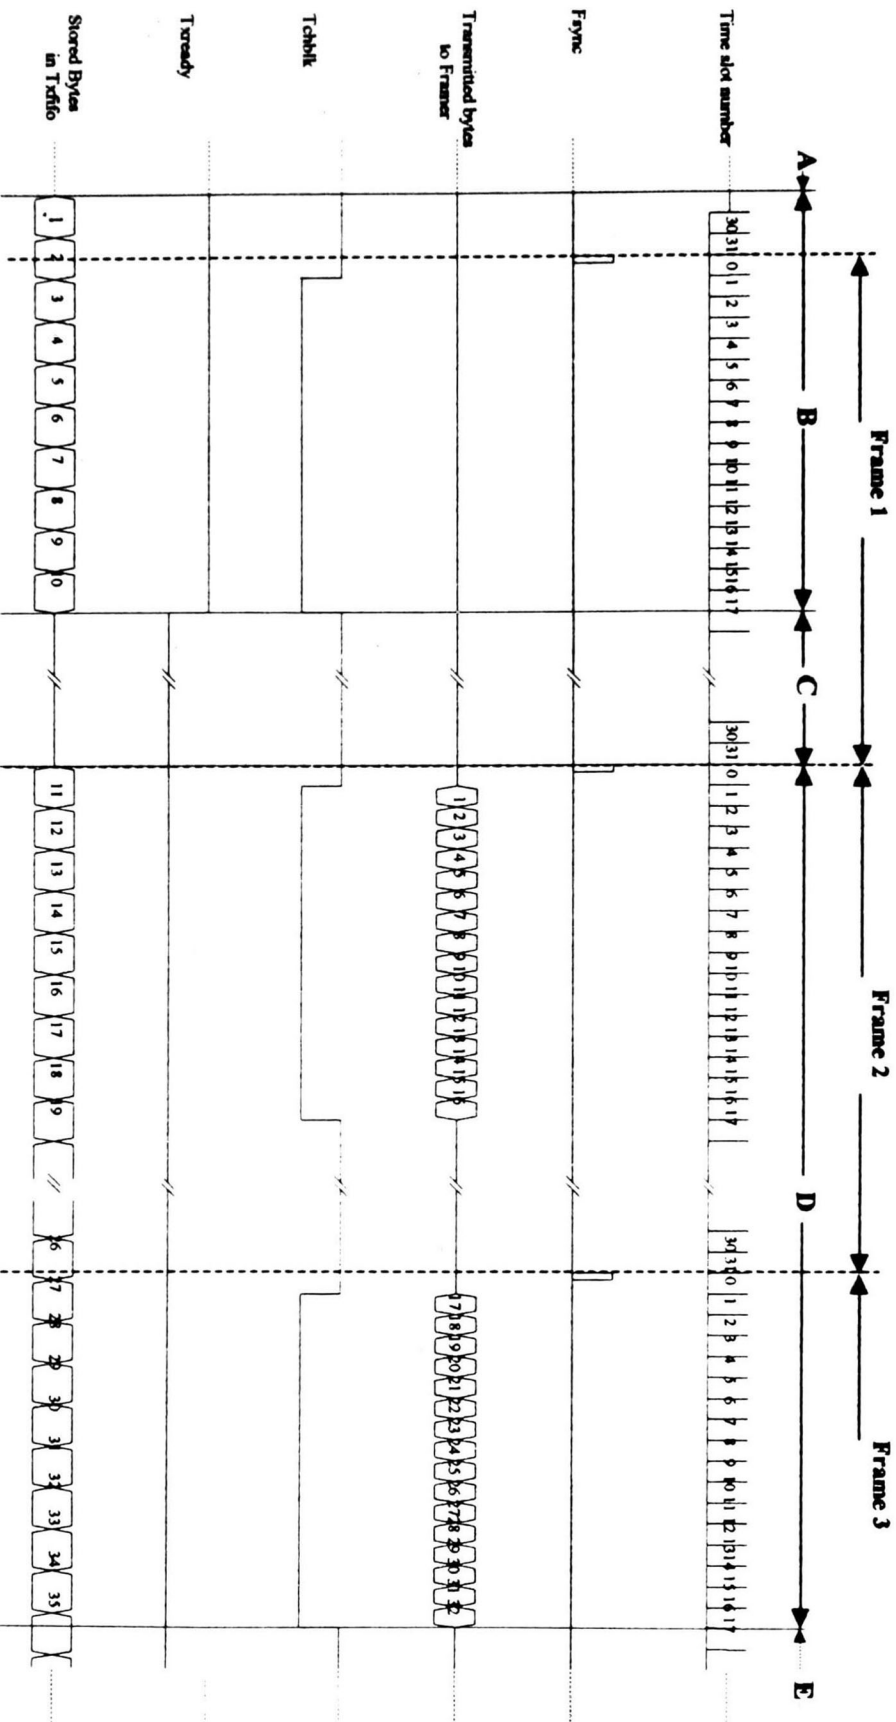 Frame 1 Frame 2 Frame 3
A B C D E
Time slot number 30 31 0 1 2 3 4 5 6 7 8 9 10 11 12 13 14 15 16 17 30 31 0 1 2 3 4 5 6 7 8 9 10 11 12 13 14 15 16 17 30 31 0 1 2 3 4 5 6 7 8 9 10 11 12 13 14 15 16 17
Fsync
Transmitted bytes
to Framer 1 2 3 4 5 6 7 8 9 10 11 12 13 14 15 16 17 18 19 20 21 22 23 24 25 26 27 28 29 30 31 32
Tchblk
Txready
Stored Bytes
in Txfifo 1 2 3 4 5 6 7 8 9 10 11 12 13 14 15 16 17 18 19 26 27 28 29 30 31 32 33 34 35